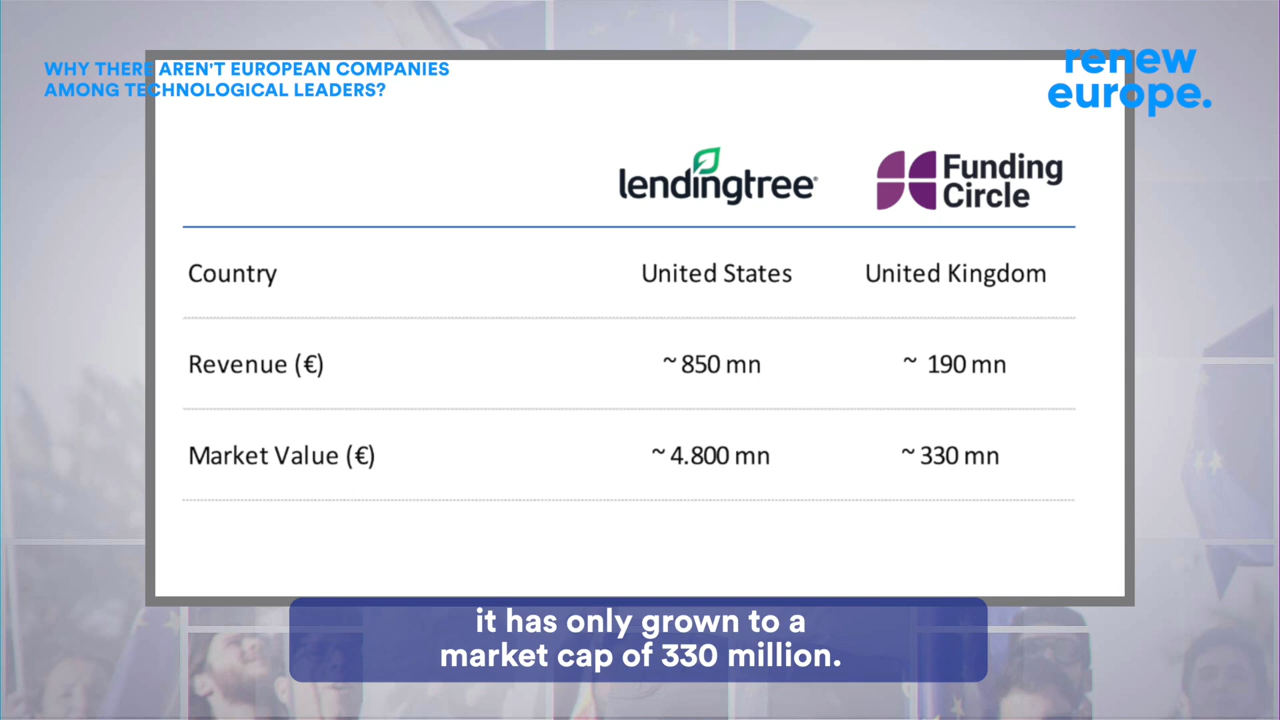 WHY THERE AREN'T EUROPEAN COMPANIES
AMONG TECHNOLOGICAL LEADERS?
renew
europe.
lendingtree®
Funding
Circle
Country United States United Kingdom
Revenue (€) ~ 850 mn ~ 190 mn
Market Value (€) ~ 4.800 mn ~ 330 mn
it has only grown to a
market cap of 330 million.